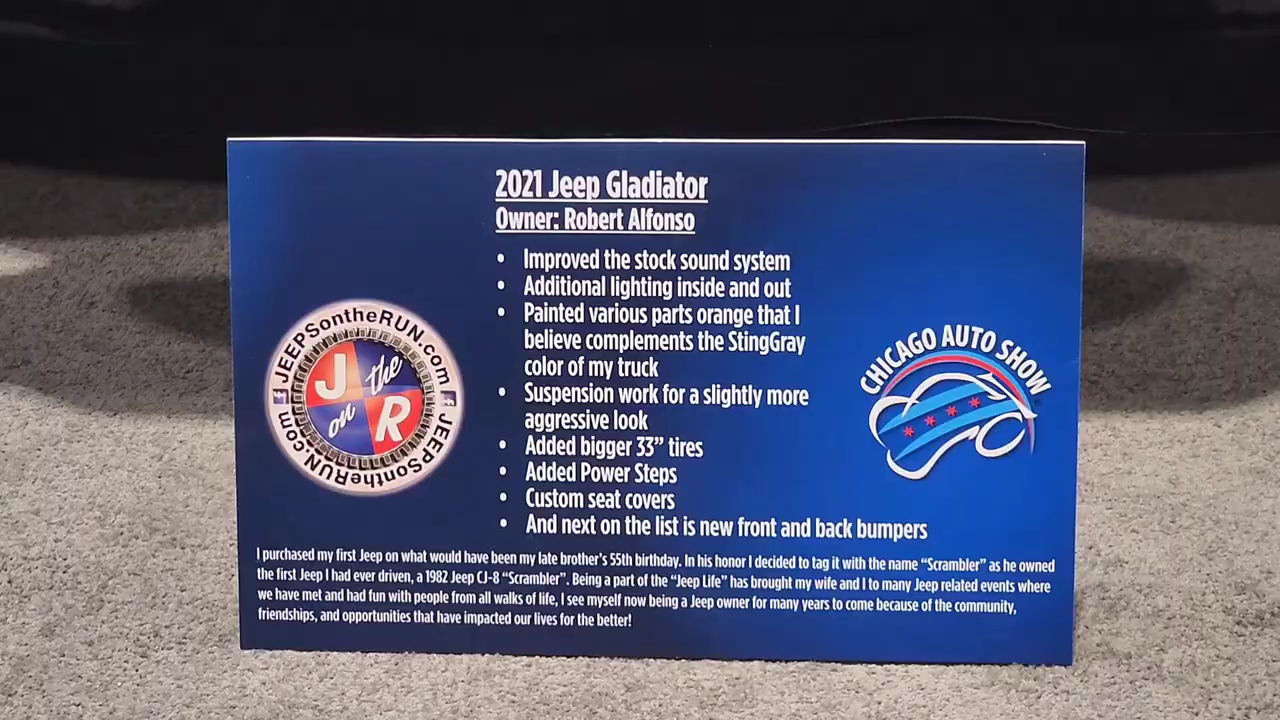 2021 Jeep Gladiator
Owner: Robert Alfonso
• Improved the stock sound system
• Additional lighting inside and out
• Painted various parts orange that I
believe complements the StingGray
color of my truck
• Suspension work for a slightly more
aggressive look
• Added bigger 33” tires
• Added Power Steps
• Custom seat covers
• And next on the list is new front and back bumpers
JEEPSontheRUN.com
JEEPSontheRUN.com
J the
on R
CHICAGO AUTO SHOW
I purchased my first Jeep on what would have been my late brother’s 55th birthday. In his honor I decided to tag it with the name “Scrambler” as he owned
the first Jeep I had ever driven, a 1982 Jeep CJ-8 “Scrambler”. Being a part of the “Jeep Life” has brought my wife and I to many Jeep related events where
we have met and had fun with people from all walks of life, I see myself now being a Jeep owner for many years to come because of the community,
friendships, and opportunities that have impacted our lives for the better!